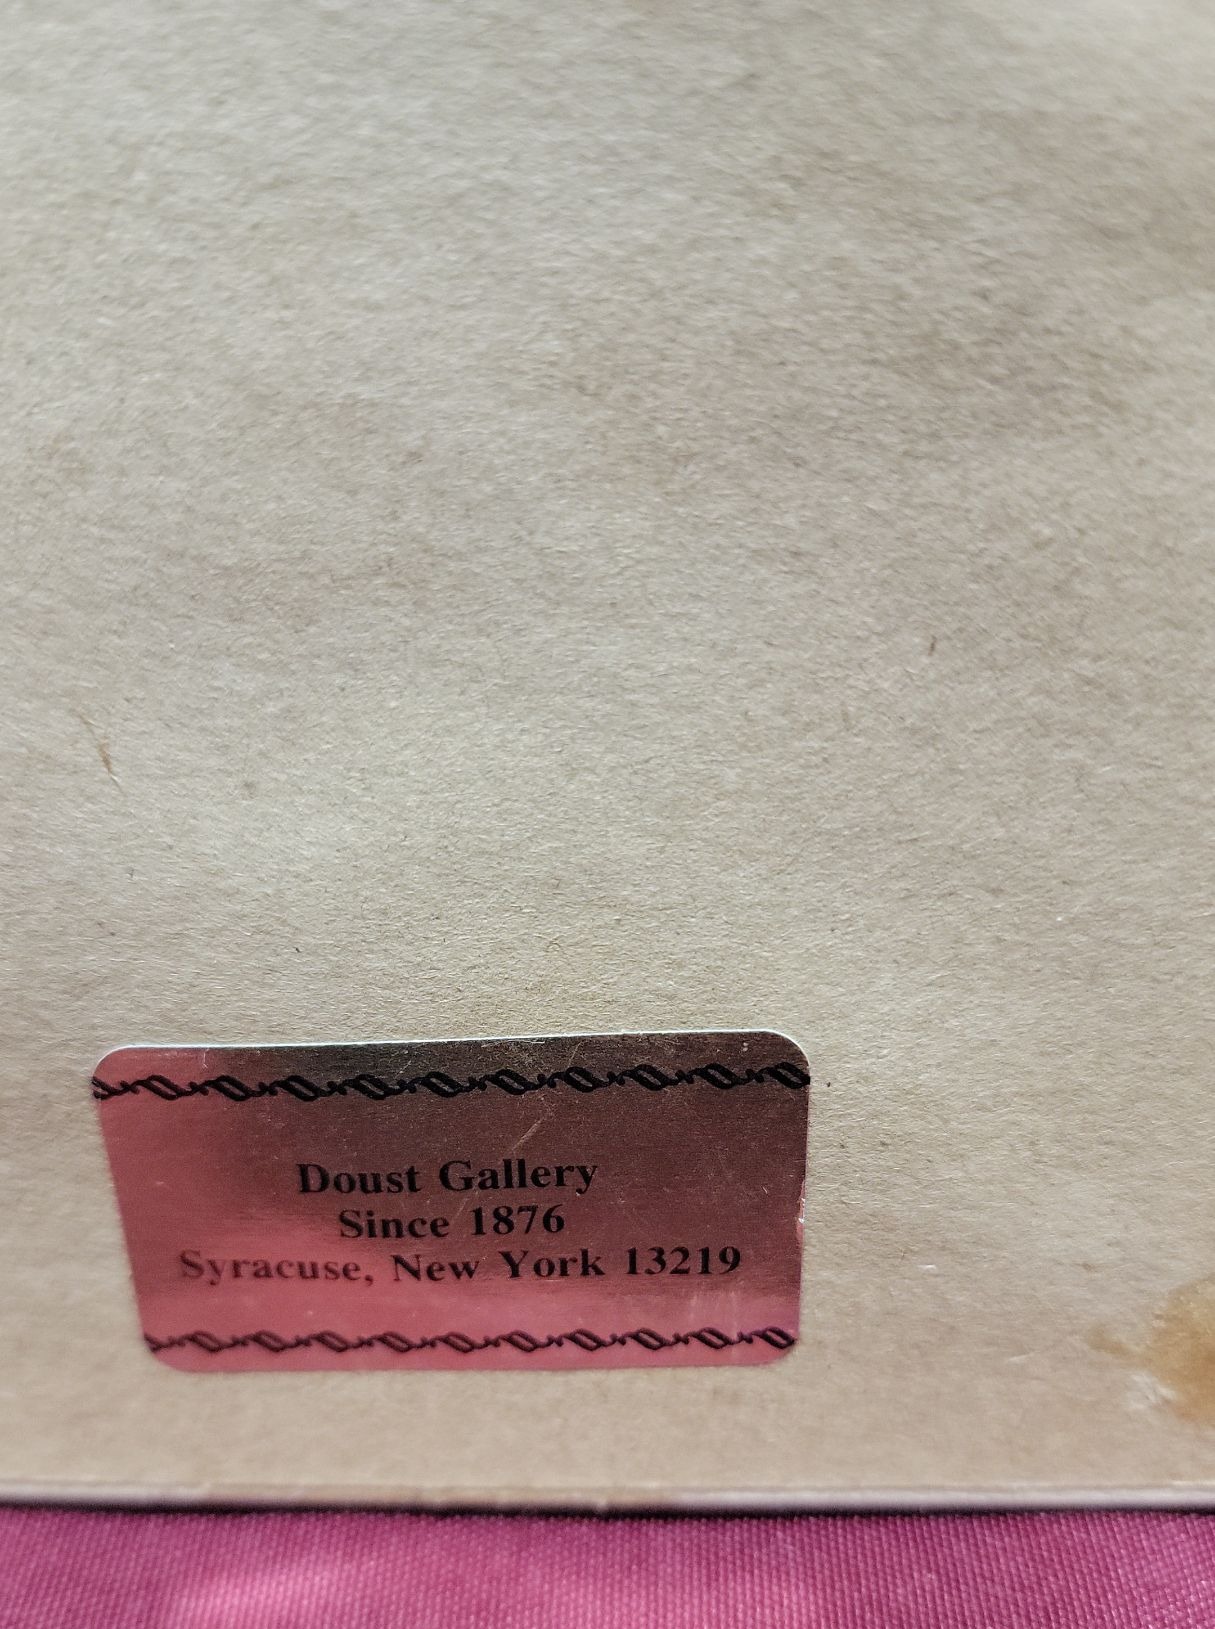 Doust Gallery
Since 1876
Syracuse, New York 13219